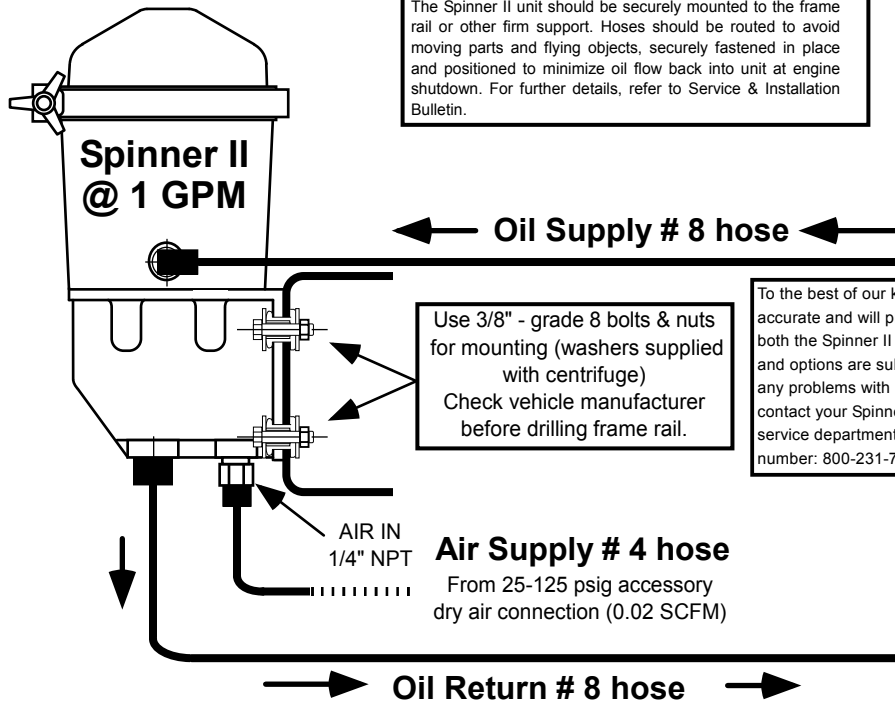 The Spinner II unit should be securely mounted to the frame
rail or other firm support. Hoses should be routed to avoid
moving parts and flying objects, securely fastened in place
and positioned to minimize oil flow back into unit at engine
shutdown. For further details, refer to Service & Installation
Bulletin.
Spinner II
@ 1 GPM
Oil Supply # 8 hose
Use 3/8" - grade 8 bolts & nuts
for mounting (washers supplied
with centrifuge)
Check vehicle manufacturer
before drilling frame rail.
To the best of our
accurate and will
both the Spinner II
and options are
any problems with
contact your
service department
number: 800-231-7
AIR IN
1/4" NPT
Air Supply # 4 hose
From 25-125 psig accessory
dry air connection (0.02 SCFM)
Oil Return # 8 hose